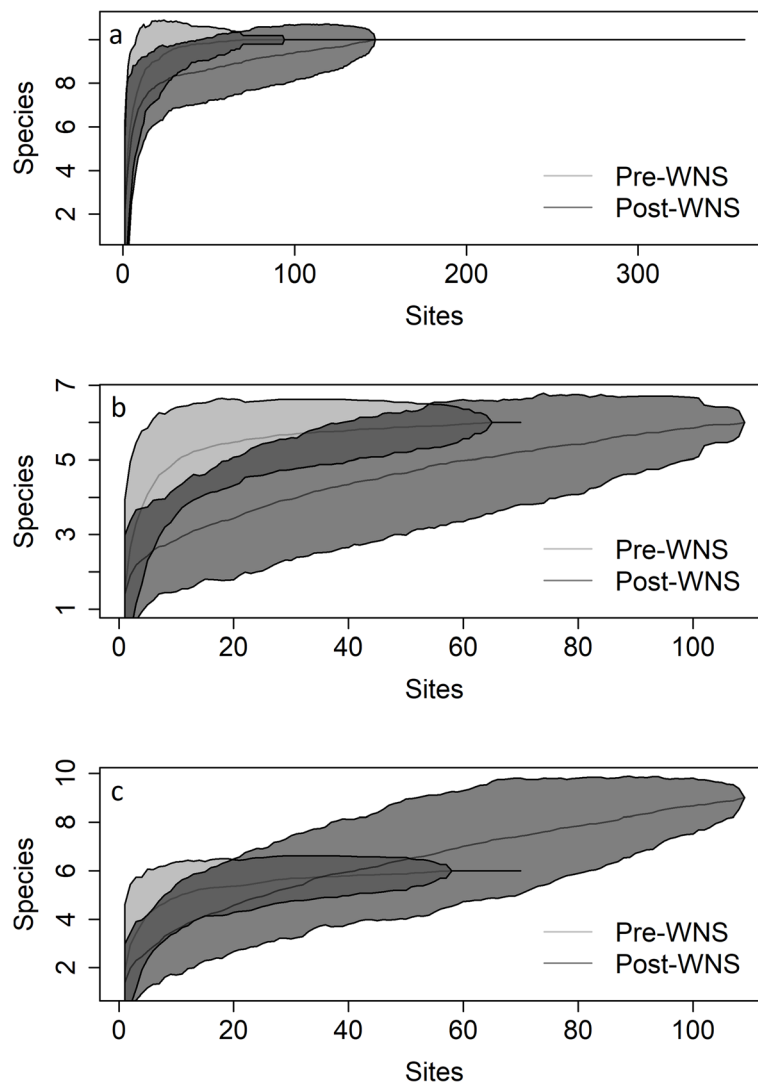 a
Species
8
6
4
2
Pre-WNS
Post-WNS
0 100 200 300
Sites
b
Species
7
5
3
1
Pre-WNS
Post-WNS
0 20 40 60 80 100
Sites
c
Species
10
8
6
4
2
Pre-WNS
Post-WNS
0 20 40 60 80 100
Sites